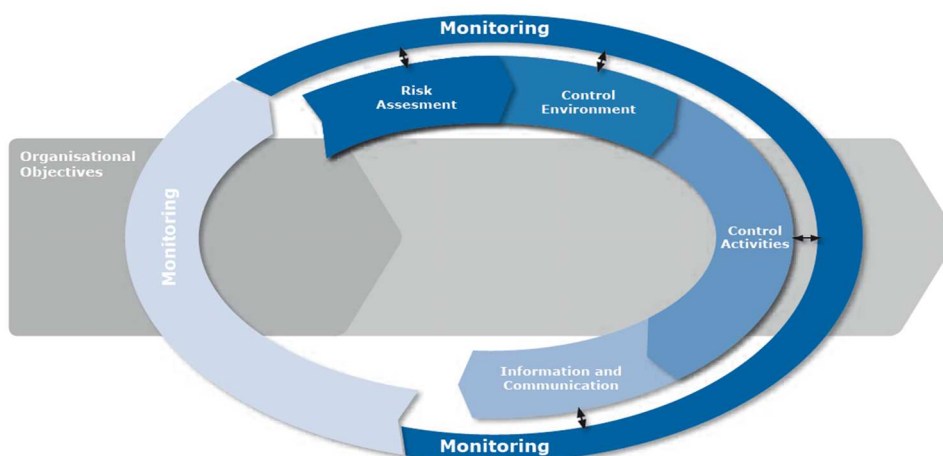 Monitoring
Risk
Assesment
Control
Environment
Organisational
Objectives
Monitoring
Control
Activities
Information and
Communication
Monitoring